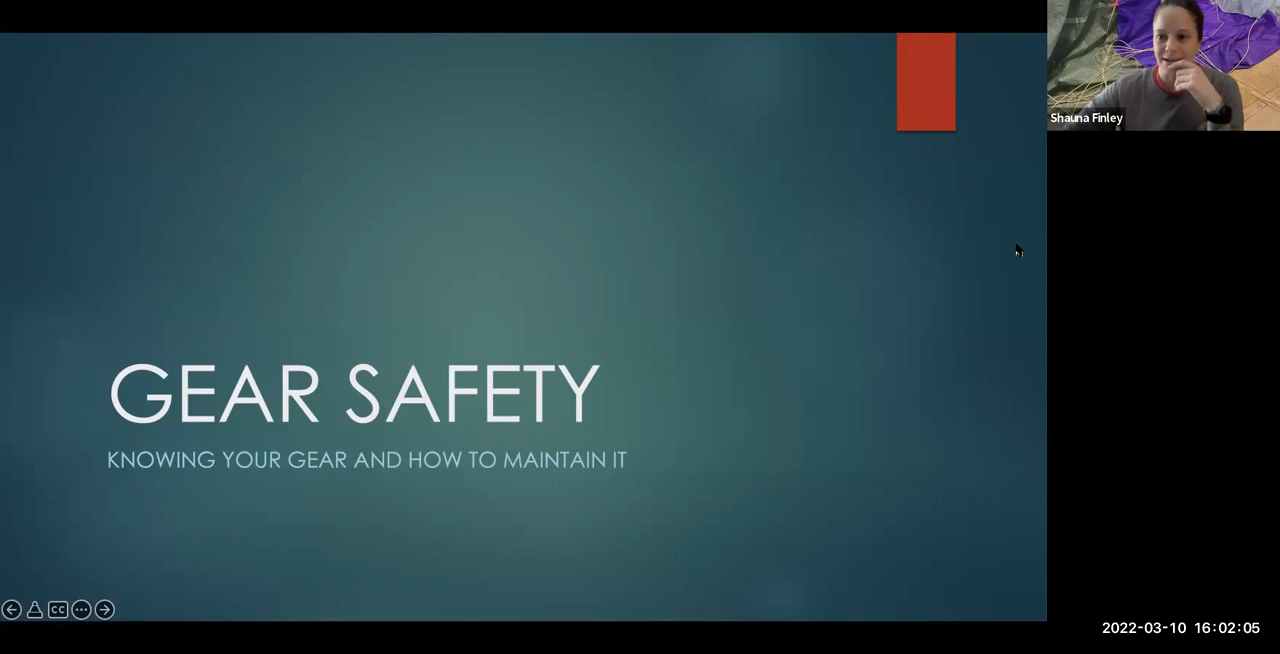 Shauna Finley
GEAR SAFETY
KNOWING YOUR GEAR AND HOW TO MAINTAIN IT
CC
2022-03-10 16:02:05